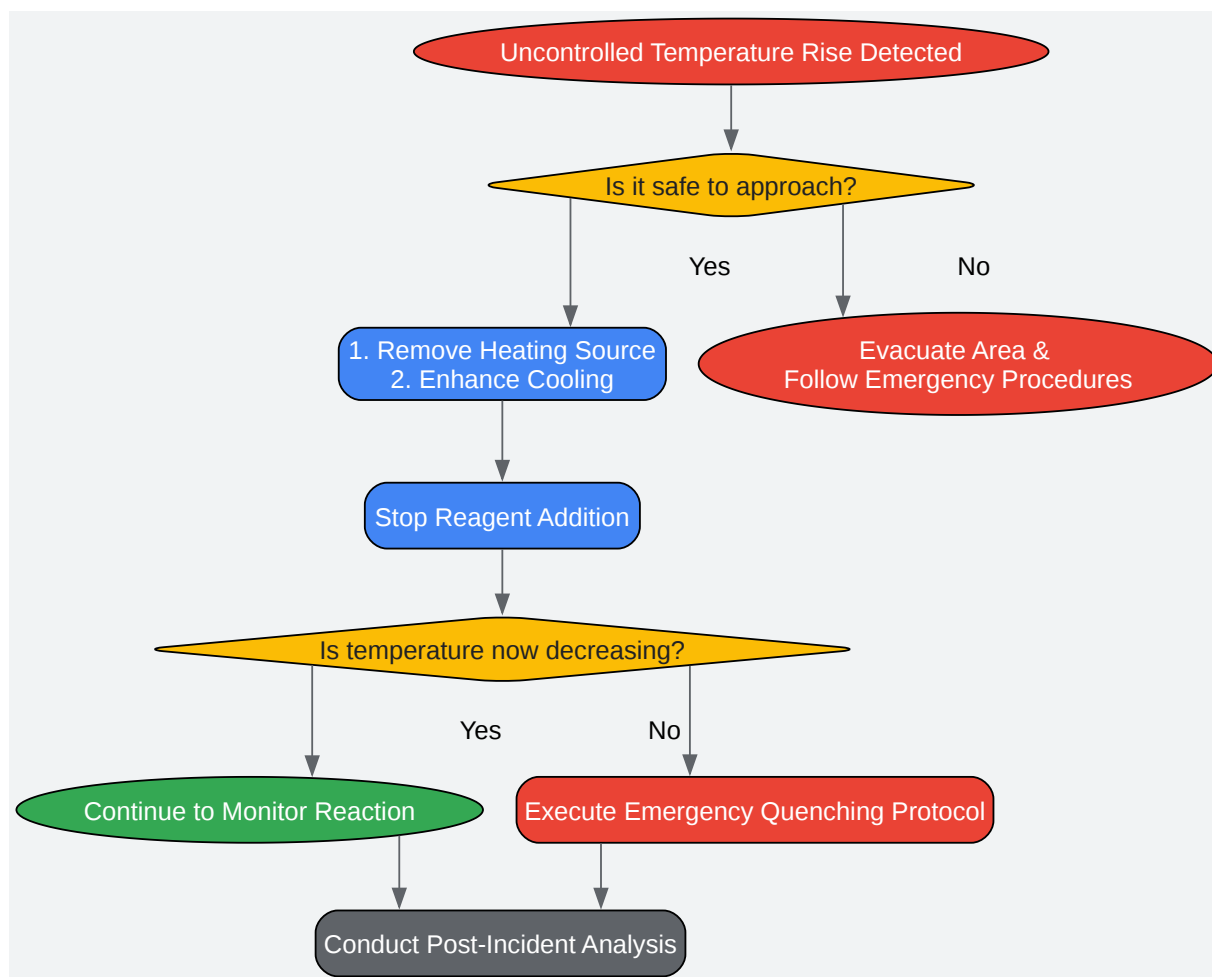 Uncontrolled Temperature Rise Detected
Is it safe to approach?
Yes
No
1. Remove Heating Source
2. Enhance Cooling
Evacuate Area &
Follow Emergency Procedures
Stop Reagent Addition
Is temperature now decreasing?
Yes
No
Continue to Monitor Reaction
Execute Emergency Quenching Protocol
Conduct Post-Incident Analysis